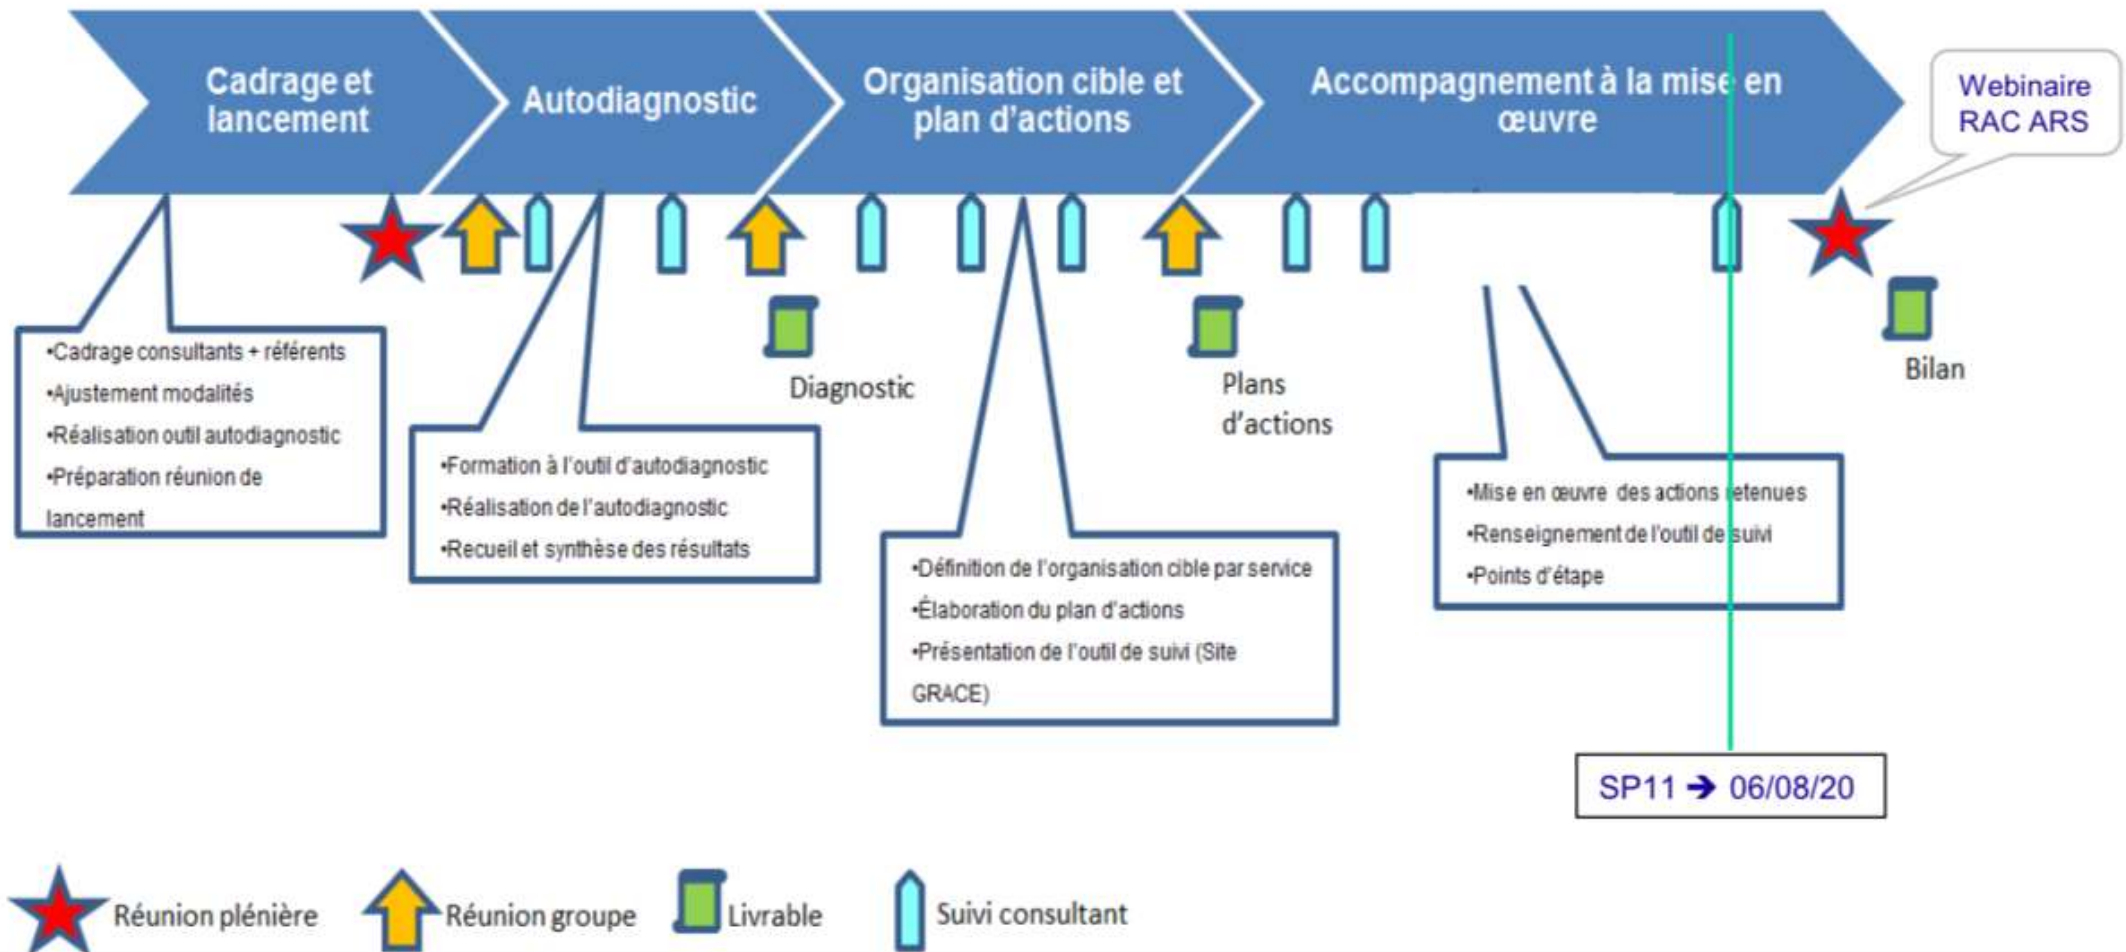 Cadrage et
lancement
Autodiagnostic
Organisation cible et
plan d'actions
Accompagnement à la mise en
œuvre
Webinaire
RAC ARS
•Cadrage consultants + référents
•Ajustement modalités
•Réalisation outil autodiagnostic
•Préparation réunion de
lancement
•Formation à l'outil d'autodiagnostic
•Réalisation de l'autodiagnostic
•Recueil et synthèse des résultats
Diagnostic
•Définition de l'organisation cible par service
•Élaboration du plan d'actions
•Présentation de l'outil de suivi (Site
GRACE)
Plans
d'actions
•Mise en œuvre des actions retenues
•Renseignement de l'outil de suivi
•Points d'étape
Bilan
SP11 → 06/08/20
Réunion plénière
Réunion groupe
Livrable
Suivi consultant